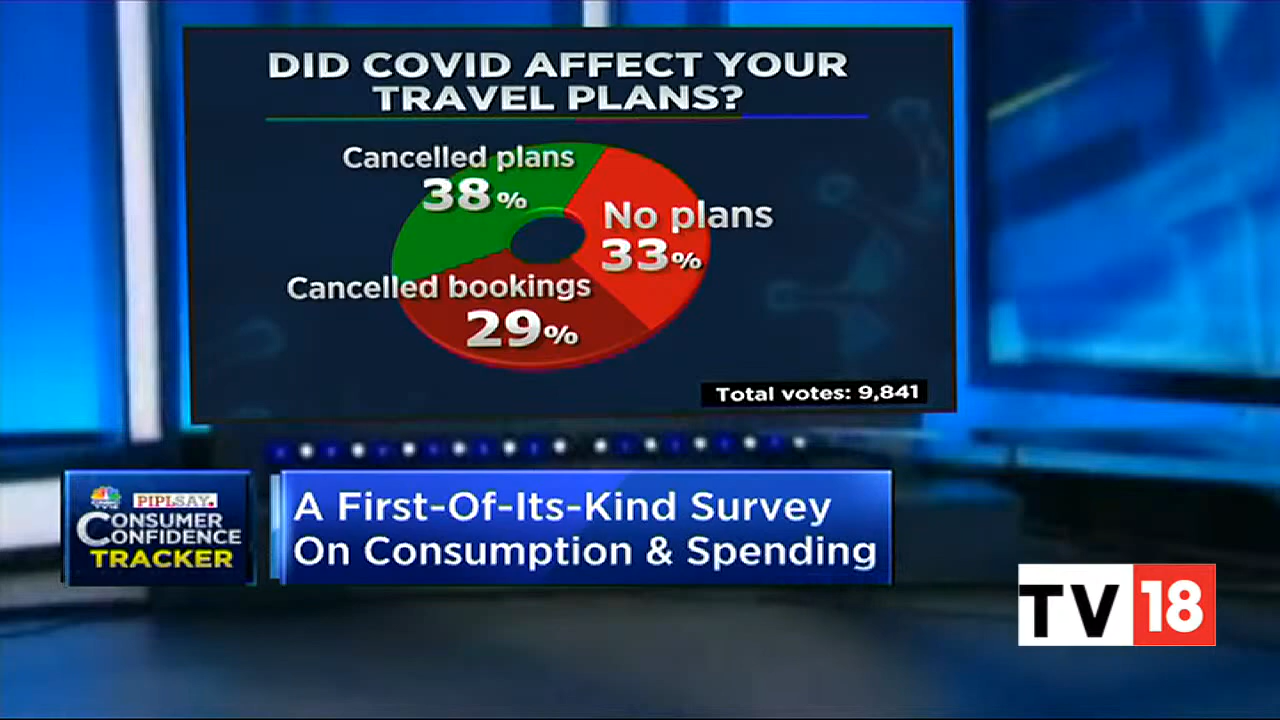 DID COVID AFFECT YOUR
TRAVEL PLANS?
Cancelled plans
38%
No plans
33%
Cancelled bookings
29%
Total votes: 9,841
CNBC PIPLSAY.
CONSUMER
CONFIDENCE
TRACKER
A First-Of-Its-Kind Survey
On Consumption & Spending
TV18